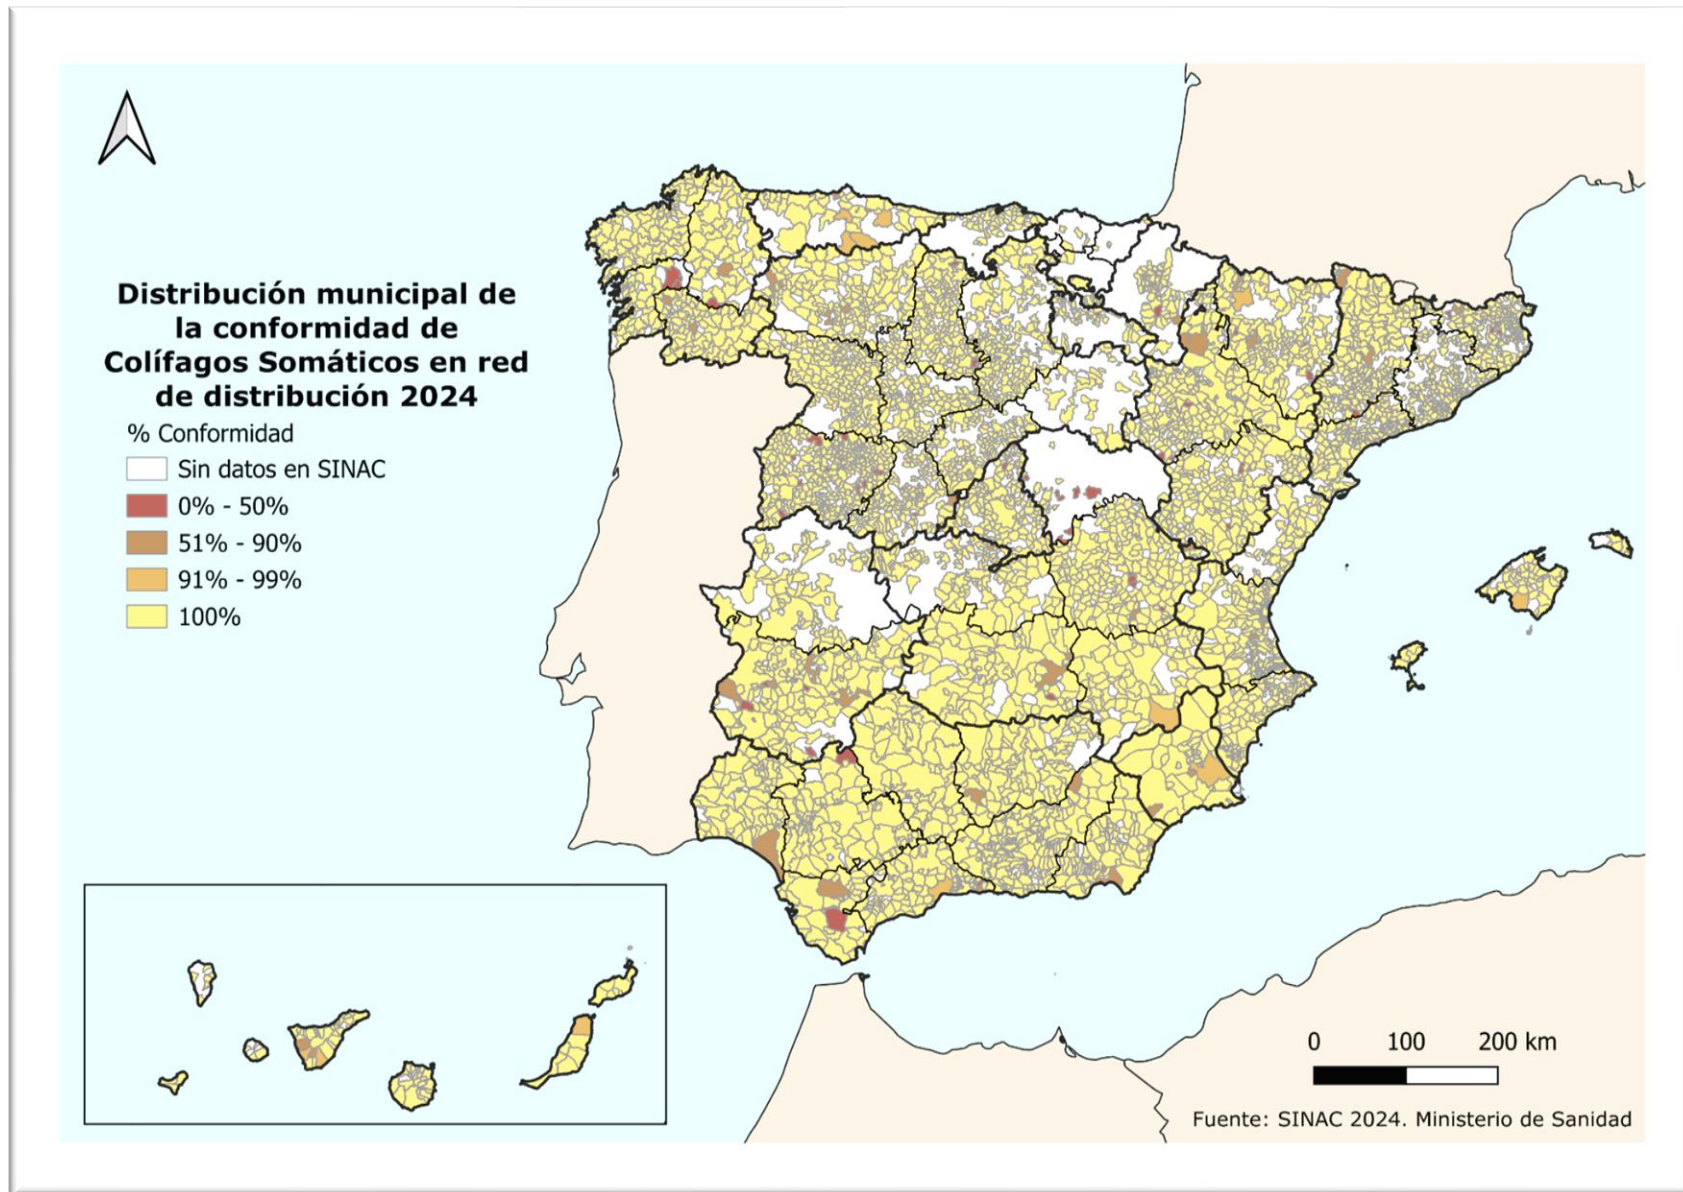 Distribución municipal de
la conformidad de
Colífagos Somáticos en red
de distribución 2024
% Conformidad
Sin datos en SINAC
0% - 50%
51% - 90%
91% - 99%
100%
0 100 200 km
Fuente: SINAC 2024. Ministerio de Sanidad